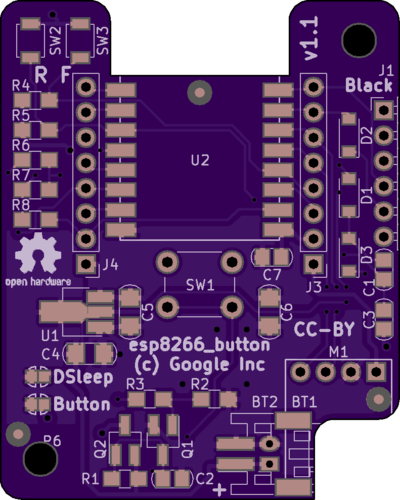 SW2
SW3
v1.1
J1
R F
Black
R4
R5
D2
R6
U2
R7
D1
R8
D3
open hardware
J4
C7
J3
SW1
C1
C5
C6
C3
U1
esp8266_button
CC-BY
C4
(c) Google Inc
M1
DSleep
R3
R2
Button
BT2
BT1
R6
Q2
Q1
R1
C2
+